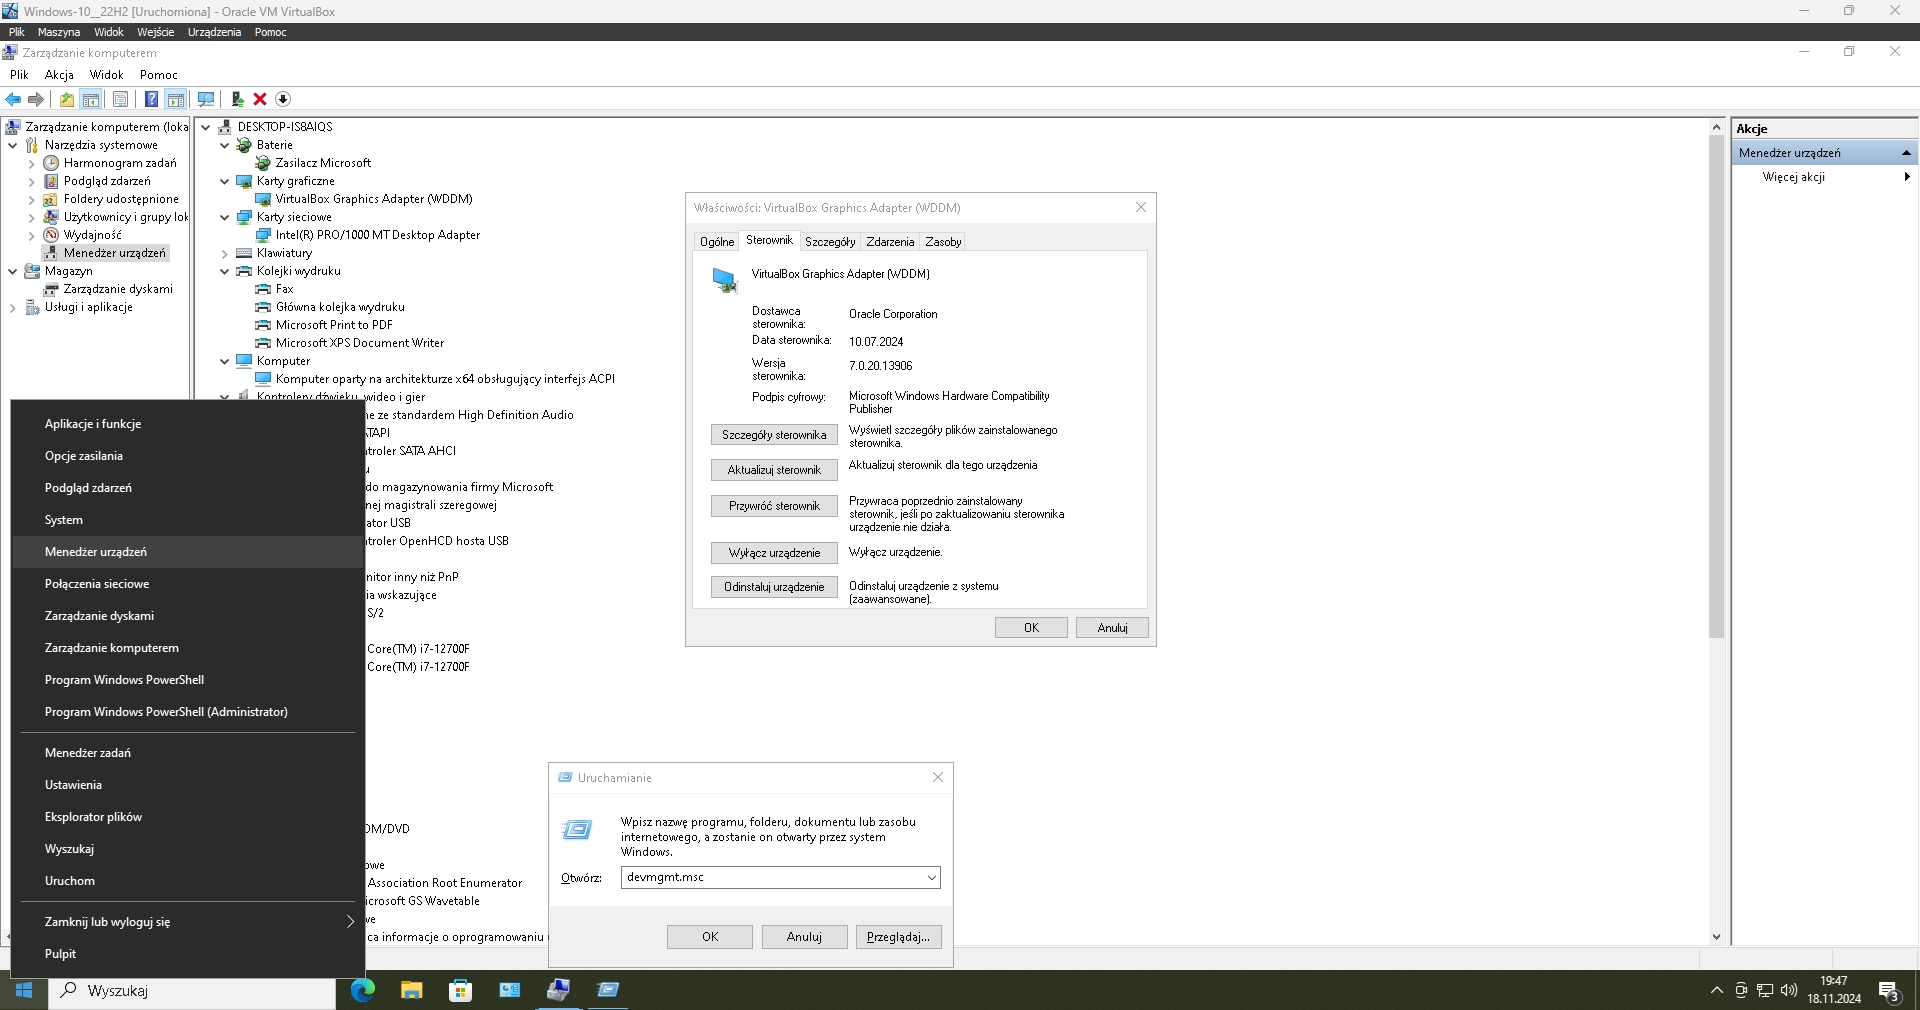 Windows-10__22H2 [Uruchomiona] - Oracle VM VirtualBox
Plik Maszyna Widok Wejście Urządzenia Pomoc
Zarządzanie komputerem
Plik Akcja Widok Pomoc
Zarządzanie komputerem (loka
Narzędzia systemowe
Harmonogram zadań
Podgląd zdarzeń
Foldery udostępnione
Użytkownicy i grupy lok
Wydajność
Menedżer urządzeń
Magazyn
Zarządzanie dyskami
Usługi i aplikacje
DESKTOP-IS8AIQS
Baterie
Zasilacz Microsoft
Karty graficzne
VirtualBox Graphics Adapter (WDDM)
Karty sieciowe
Intel(R) PRO/1000 MT Desktop Adapter
Klawiatury
Kolejki wydruku
Fax
Główna kolejka wydruku
Microsoft Print to PDF
Microsoft XPS Document Writer
Komputer
Komputer oparty na architekturze x64 obsługujący interfejs ACPI
Kontrolery dźwięku, wideo i gier
ne ze standardem High Definition Audio
TAPI
troler SATA AHCI
u
do magazynowania firmy Microsoft
nej magistrali szeregowej
ator USB
troler OpenHCD hosta USB
nitor inny niż PnP
ia wskazujące
S/2
Core(TM) i7-12700F
Core(TM) i7-12700F
OM/DVD
owe
Association Root Enumerator
icrosoft GS Wavetable
we
ca informacje o oprogramowaniu
Akcje
Menedżer urządzeń
Więcej akcji
Właściwości: VirtualBox Graphics Adapter (WDDM)
Ogólne Sterownik Szczegóły Zdarzenia Zasoby
VirtualBox Graphics Adapter (WDDM)
Dostawca sterownika: Oracle Corporation
Data sterownika: 10.07.2024
Wersja sterownika: 7.0.20.13906
Podpis cyfrowy: Microsoft Windows Hardware Compatibility
Publisher
Szczegóły sterownika Wyświetl szczegóły plików zainstalowanego
sterownika.
Aktualizuj sterownik Aktualizuj sterownik dla tego urządzenia
Przywróć sterownik Przywraca poprzednio zainstalowany
sterownik, jeśli po zaktualizowaniu sterownika
urządzenie nie działa.
Wyłącz urządzenie Wyłącz urządzenie.
Odinstaluj urządzenie Odinstaluj urządzenie z systemu
(zaawansowane).
OK Anuluj
Aplikacje i funkcje
Opcje zasilania
Podgląd zdarzeń
System
Menedżer urządzeń
Połączenia sieciowe
Zarządzanie dyskami
Zarządzanie komputerem
Program Windows PowerShell
Program Windows PowerShell (Administrator)
Menedżer zadań
Ustawienia
Eksplorator plików
Wyszukaj
Uruchom
Zamknij lub wyloguj się
Pulpit
Uruchamianie
Wpisz nazwę programu, folderu, dokumentu lub zasobu
internetowego, a zostanie on otwarty przez system
Windows.
Otwórz: devmgmt.msc
OK Anuluj Przeglądaj...
Wyszukaj
19:47
18.11.2024
3